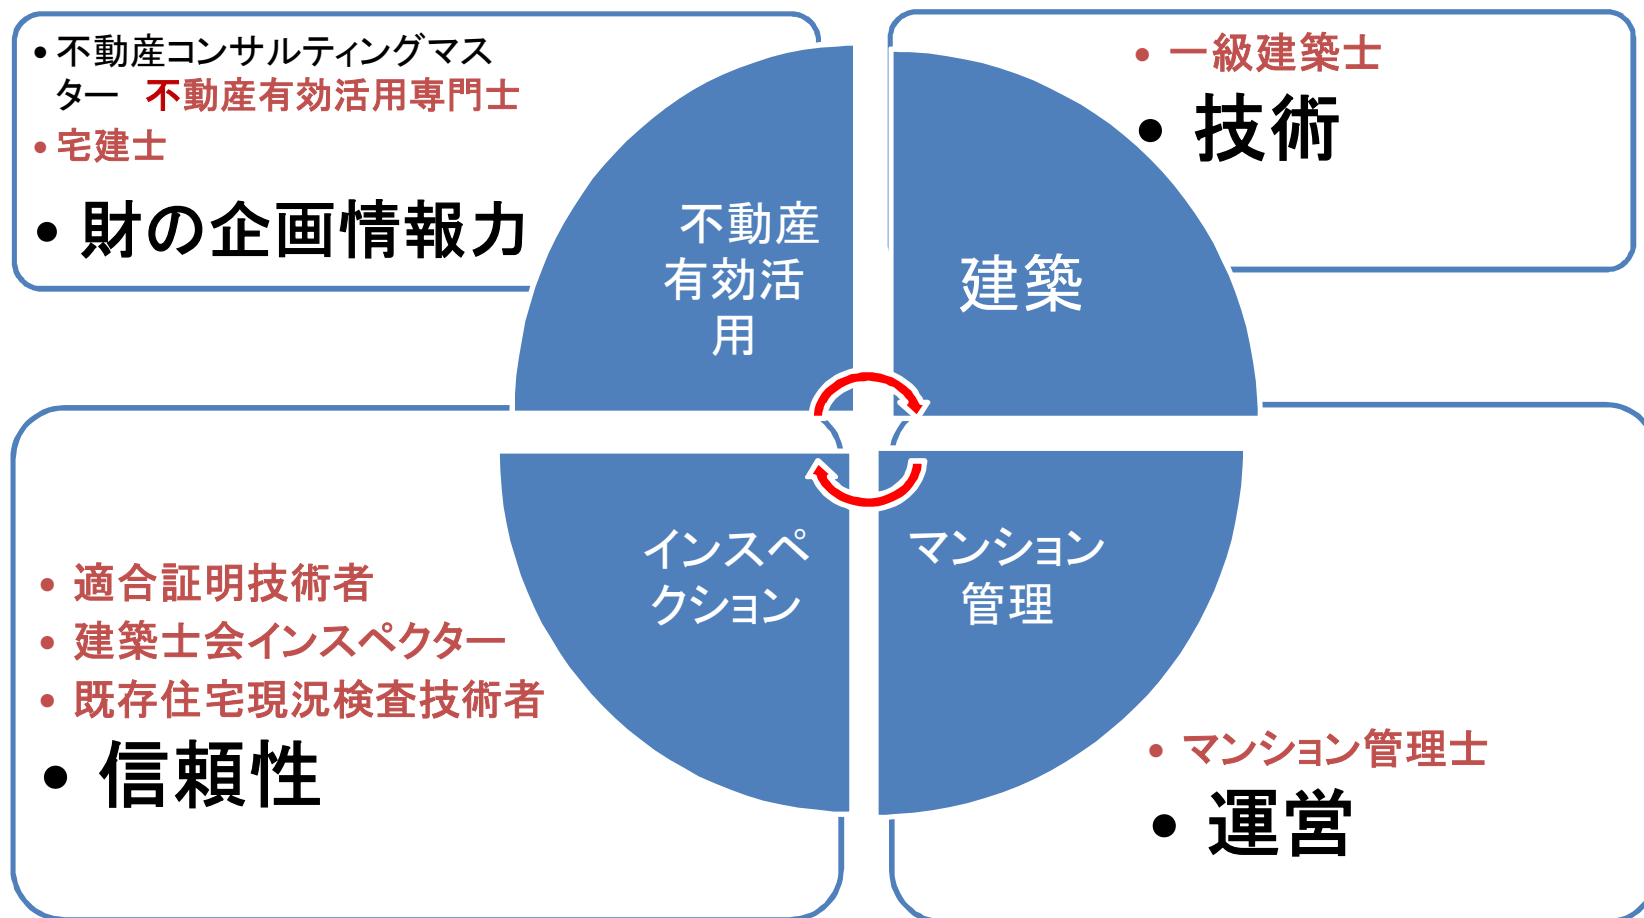 • 不動産コンサルティングマス
ター　不動産有効活用専門士
• 宅建士
• 財の企画情報力
• 一級建築士
• 技術
不動産
有効活
用
建築
インスペ
クション
マンション
管理
• 適合証明技術者
• 建築士会インスペクター
• 既存住宅現況検査技術者
• 信頼性
• マンション管理士
• 運営